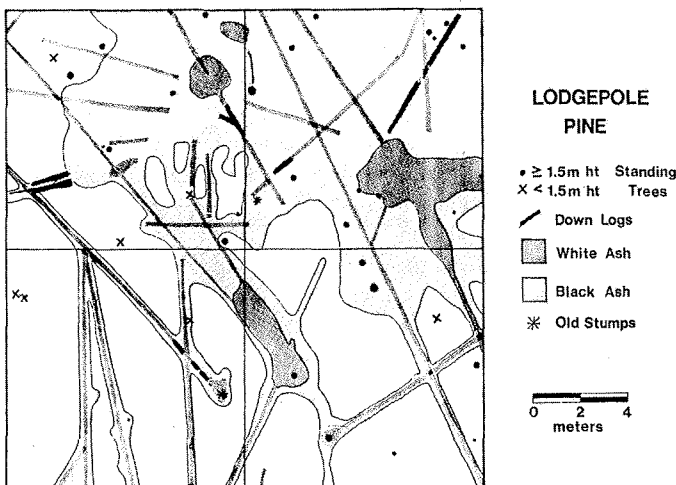 LODGEPOLE
PINE
• ≥ 1.5m ht Standing
x < 1.5m ht Trees
Down Logs
White Ash
Black Ash
Old Stumps
0 2 4
meters